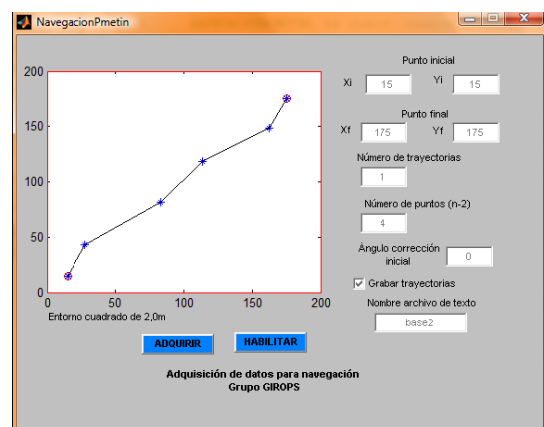 NavegacionPmetin
200
150
100
50
0
0 50 100 150 200
Entorno cuadrado de 2,0m
ADQUIRIR
HABILITAR
Adquisición de datos para navegación
Grupo GIROPS
Punto inicial
Xi 15 Yi 15
Punto final
Xf 175 Yf 175
Número de trayectorias
1
Número de puntos (n-2)
4
Ángulo corrección
inicial 0
Grabar trayectorias
Nombre archivo de texto
base2